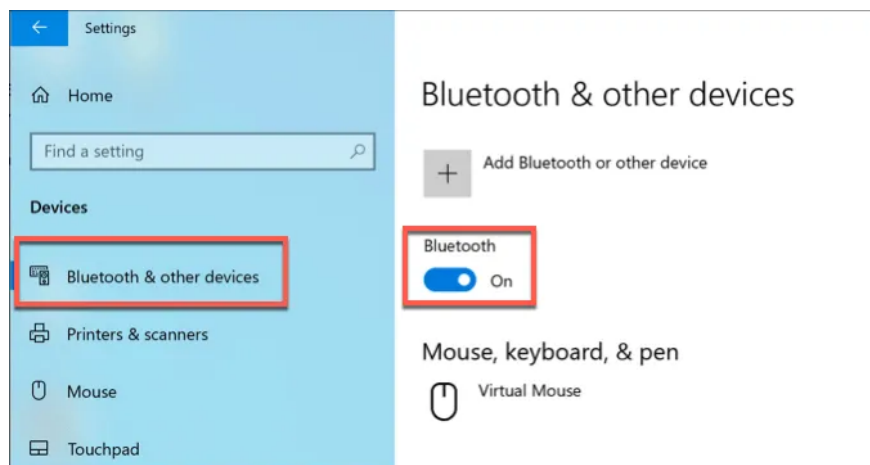 Settings
Home
Find a setting
Devices
Bluetooth & other devices
Printers & scanners
Mouse
Touchpad
Bluetooth & other devices
Add Bluetooth or other device
Bluetooth
On
Mouse, keyboard, & pen
Virtual Mouse